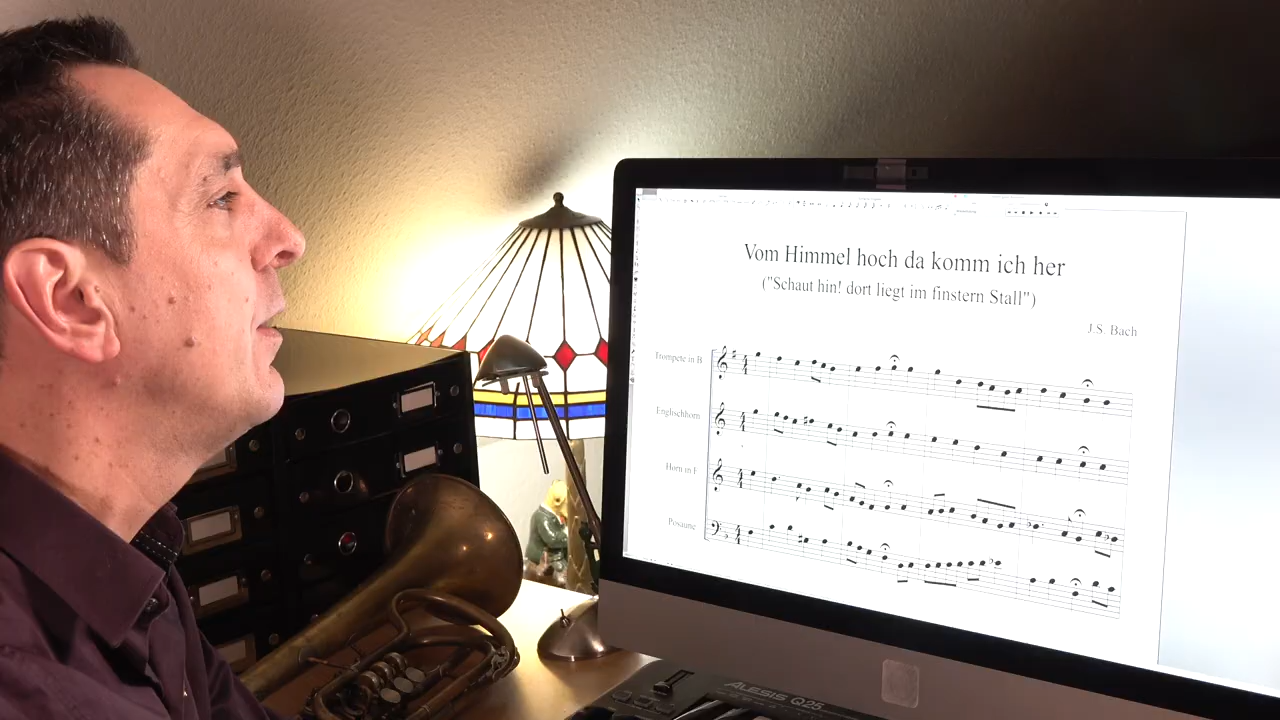 Vom Himmel hoch da komm ich her
("Schaut hin! dort liegt im finstern Stall")
J.S. Bach
Trompete in B
Englischhorn
Horn in F
Posaune
ALESIS Q25